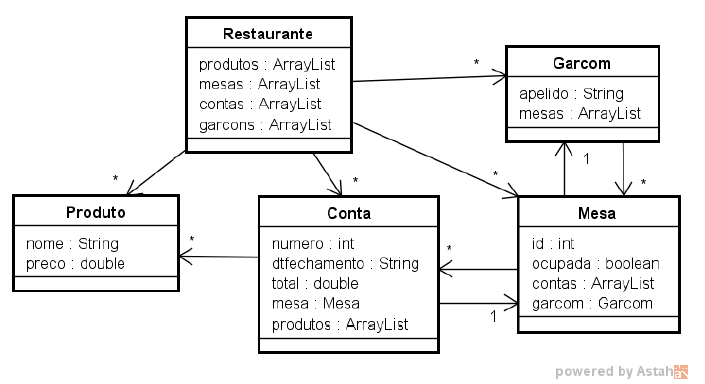 Restaurante
produtos : ArrayList
mesas : ArrayList
contas : ArrayList
garcons : ArrayList
*
Garcom
apelido : String
mesas : ArrayList
*
*
*
1
*
Produto
nome : String
preco : double
*
Conta
numero : int
dtfechamento : String
total : double
mesa : Mesa
produtos : ArrayList
*
1
Mesa
id : int
ocupada : boolean
contas : ArrayList
garcom : Garcom
powered by Astah